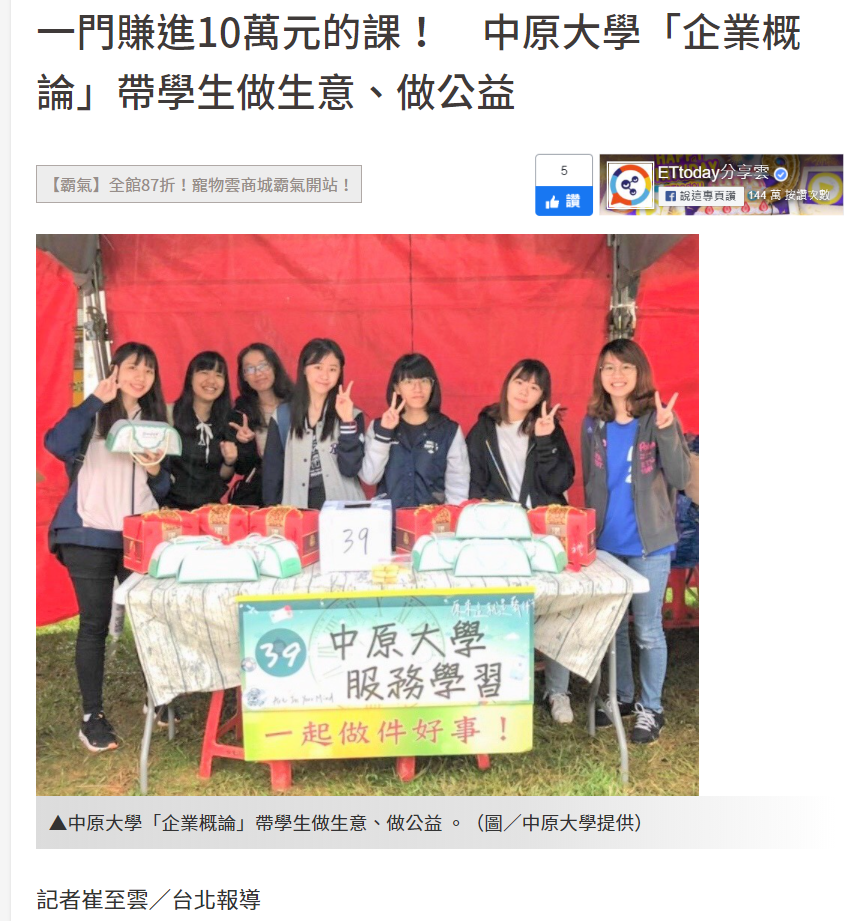 一門賺進10萬元的課！　中原大學「企業概
論」帶學生做生意、做公益
【霸氣】全館87折！寵物雲商城霸氣開站！
5
讚
ETtoday分享雲
說這專頁讚
144 萬 按讚次數
39
39
中原大學
服務學習
一起做件好事！
▲中原大學「企業概論」帶學生做生意、做公益 。（圖／中原大學提供）
記者崔至雲／台北報導